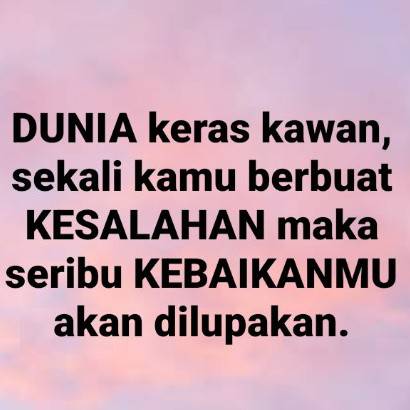 DUNIA keras kawan,
sekali kamu berbuat
KESALAHAN maka
seribu KEBAIKANMU
akan dilupakan.